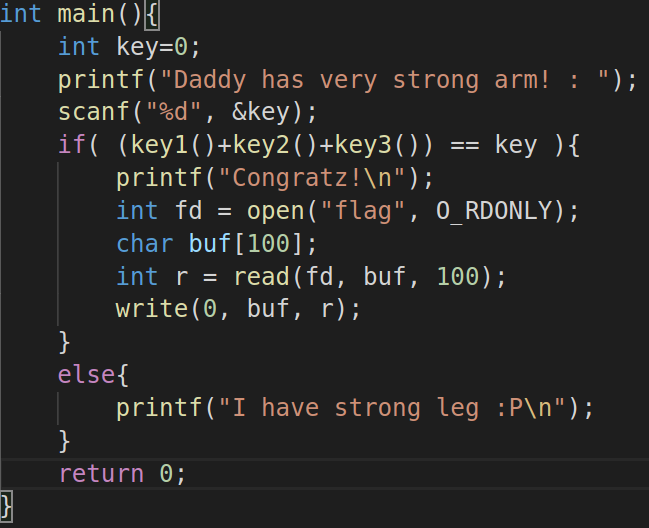 int main(){
    int key=0;
    printf("Daddy has very strong arm! : ");
    scanf("%d", &key);
    if( (key1()+key2()+key3()) == key ){
        printf("Congratz!\n");
        int fd = open("flag", O_RDONLY);
        char buf[100];
        int r = read(fd, buf, 100);
        write(0, buf, r);
    }
    else{
        printf("I have strong leg :P\n");
    }
    return 0;
}